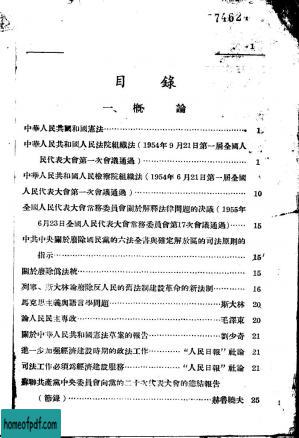 7462
1
目錄
一、概論
中華人民共和國憲法 1
中華人民共和國人民法院組織法(1954年9月21日第一屆全國人
民代表大會第一次會議通過) 1
中華人民共和國人民檢察院組織法(1954年6月21日第一屆全國
人民代表大會第一次會議通過) 10
全國人民代表大會常務委員會關於解釋法律問題的决議(1955年
6月23日全國人民代表大會常務委員會第17次會議通過) 15
中共中央關於廢除國民黨的六法全書與確定解放區的司法原則的
指示 15
關於廢除僞法統 15
列寧、斯大林論廢除反人民的舊法制建設革命的新法制 16
馬克思主義與語言學問題 斯大林 20
論人民民主專政 毛澤東 20
關於中華人民共和國憲法草案的報告 劉少奇 21
進一步加强經濟建設時期的政法工作 “人民日報”社論 21
司法工作必須爲經濟建設服務 “人民日報”社論 21
蘇聯共產黨中央委員會向黨的二十次代表大會的總結報告
(節錄) 赫魯曉夫 25
homeofpdf.com